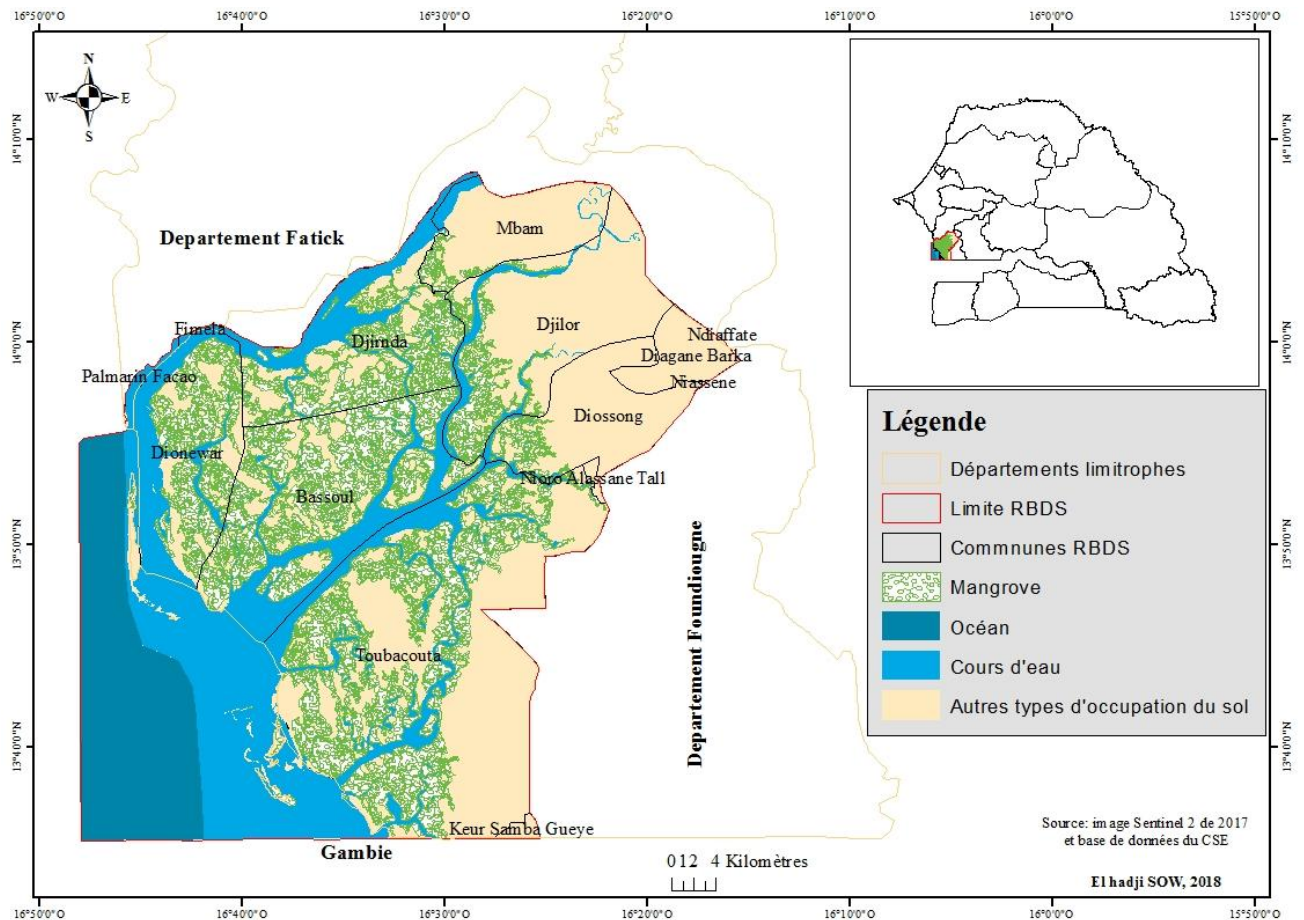 16°50'0"O 16°40'0"O 16°30'0"O 16°20'0"O 16°10'0"O 16°0'0"O 15°50'0"O
N
W E
S
14°10'0"N
14°10'0"N
Departement Fatick
Mbam
Djilor
Ndiaffate
Fimela
Djirnda
Djagane Barka
14°0'0"N
14°0'0"N
Palmarin Facao
Niassene
Diossong
Dionewar
Bassoul
Nioro Alassane Tall
13°50'0"N
13°50'0"N
Departement Foundiougne
Toubacouta
13°40'0"N
13°40'0"N
Keur Samba Gueye
Gambie
Légende
Départements limitrophes
Limite RBDS
Commnunes RBDS
Mangrove
Océan
Cours d'eau
Autres types d'occupation du sol
Source: image Sentinel 2 de 2017
et base de données du CSE
0 1 2 4 Kilomètres
El hadji SOW, 2018
16°50'0"O 16°40'0"O 16°30'0"O 16°20'0"O 16°10'0"O 16°0'0"O 15°50'0"O